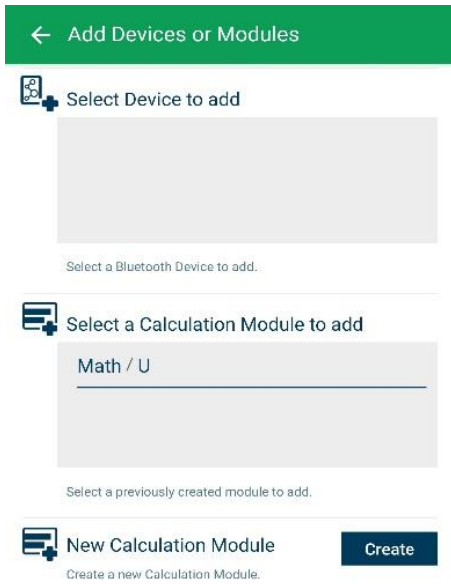 Add Devices or Modules
Select Device to add
Select a Bluetooth Device to add.
Select a Calculation Module to add
Math / U
Select a previously created module to add.
New Calculation Module
Create
Create a new Calculation Module.